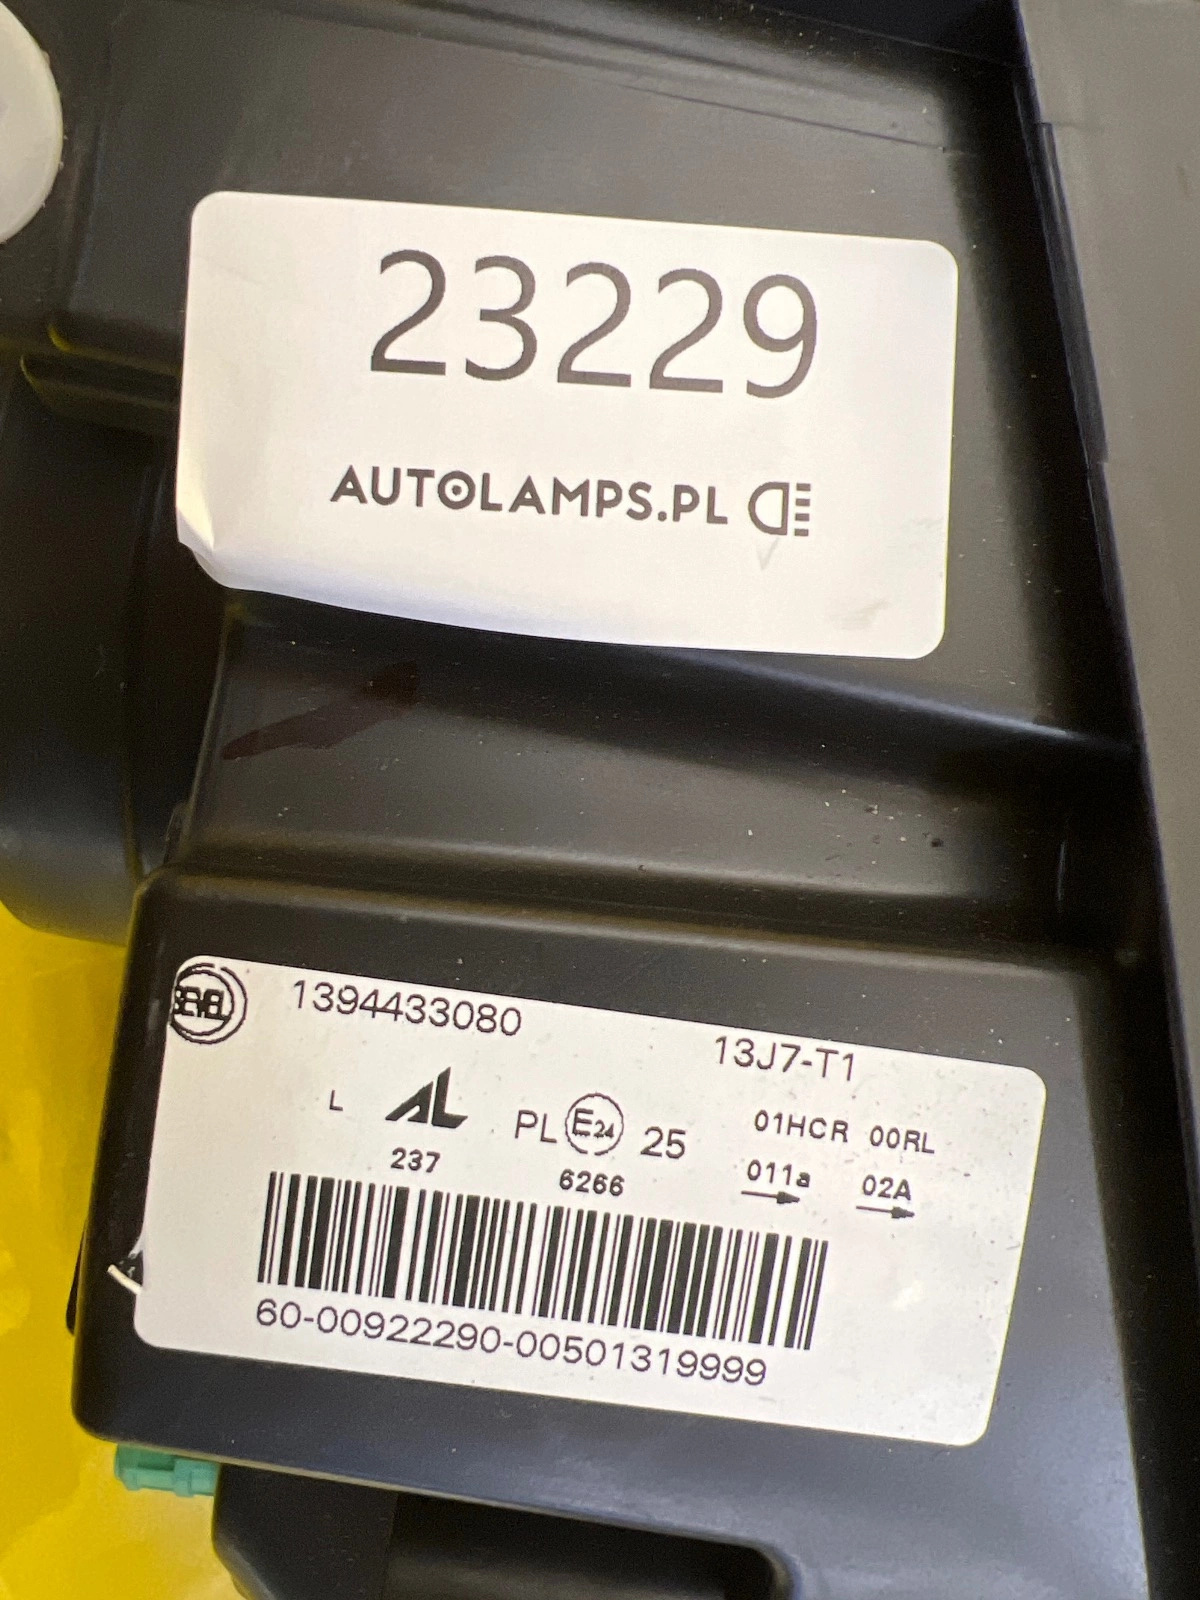 23229
AUTOLAMPS.PL
SEVEL 1394433080
13J7-T1
L AL PL E24 25 01HCR 00RL
237 6266 011a 02A
60-00922290-00501319999